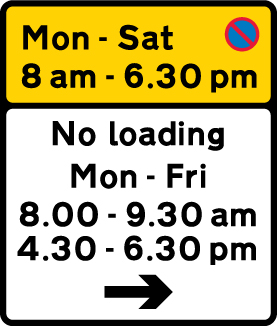 Mon - Sat
8 am - 6.30 pm
No loading
Mon - Fri
8.00 - 9.30 am
4.30 - 6.30 pm